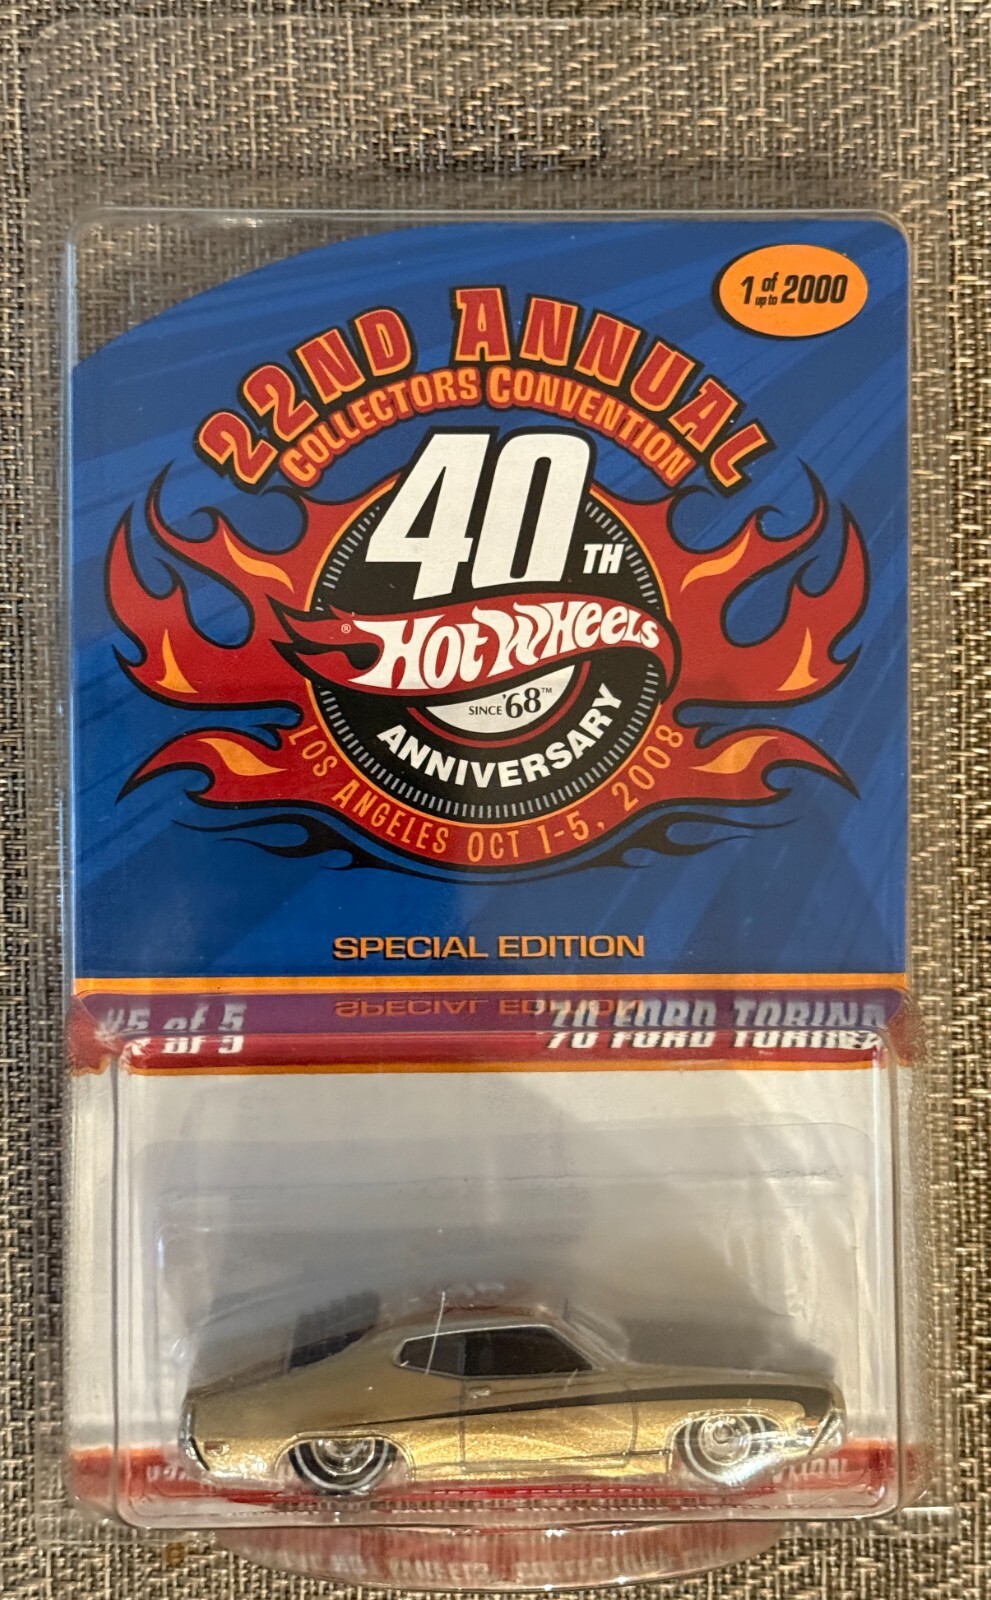 1 of up to 2000
22ND ANNUAL
COLLECTORS CONVENTION
40TH
® HOT WHEELS
SINCE '68™
ANNIVERSARY
LOS ANGELES OCT 1-5, 2008
SPECIAL EDITION
#5 of 5 '70 FORD TORINO